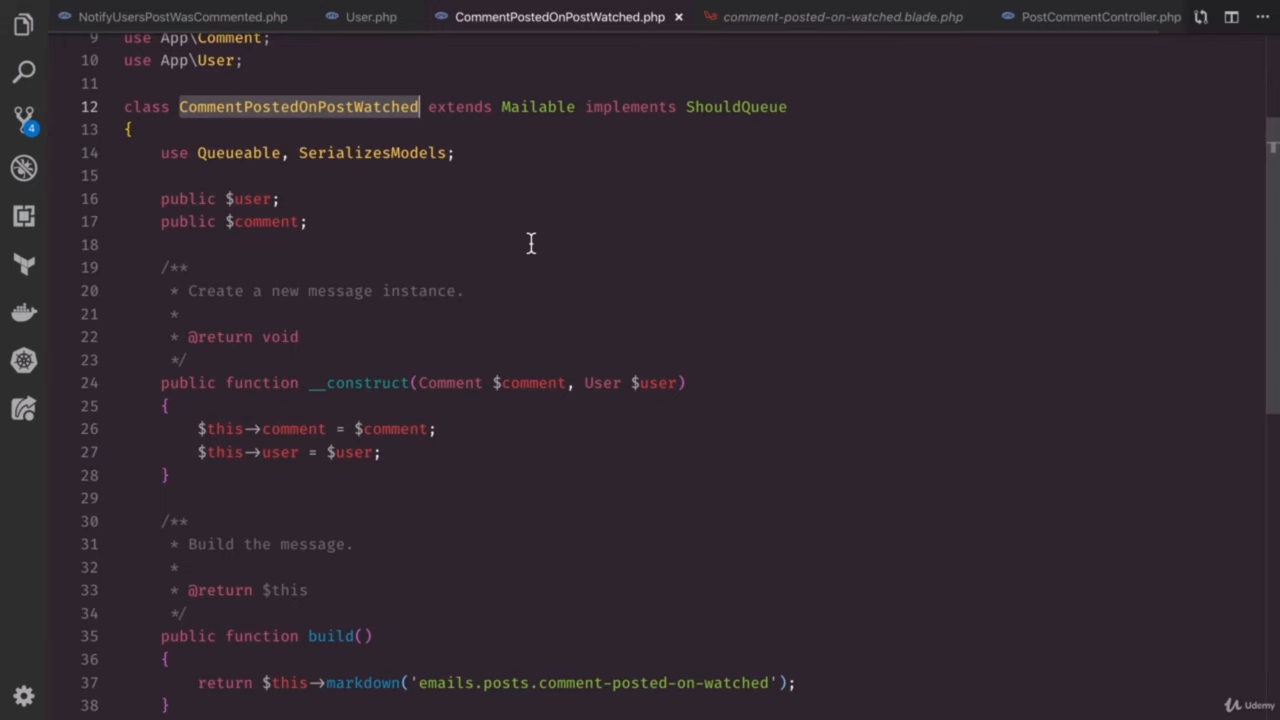 NotifyUsersPostWasCommented.php User.php CommentPostedOnPostWatched.php × comment-posted-on-watched.blade.php PostCommentController.php
9 use App\Comment;
10 use App\User;
11
12 class CommentPostedOnPostWatched extends Mailable implements ShouldQueue
13 {
14     use Queueable, SerializesModels;
15
16     public $user;
17     public $comment;
18
19     /**
20      * Create a new message instance.
21      *
22      * @return void
23      */
24     public function __construct(Comment $comment, User $user)
25     {
26         $this->comment = $comment;
27         $this->user = $user;
28     }
29
30     /**
31      * Build the message.
32      *
33      * @return $this
34      */
35     public function build()
36     {
37         return $this->markdown('emails.posts.comment-posted-on-watched');
38     }
4
Udemy